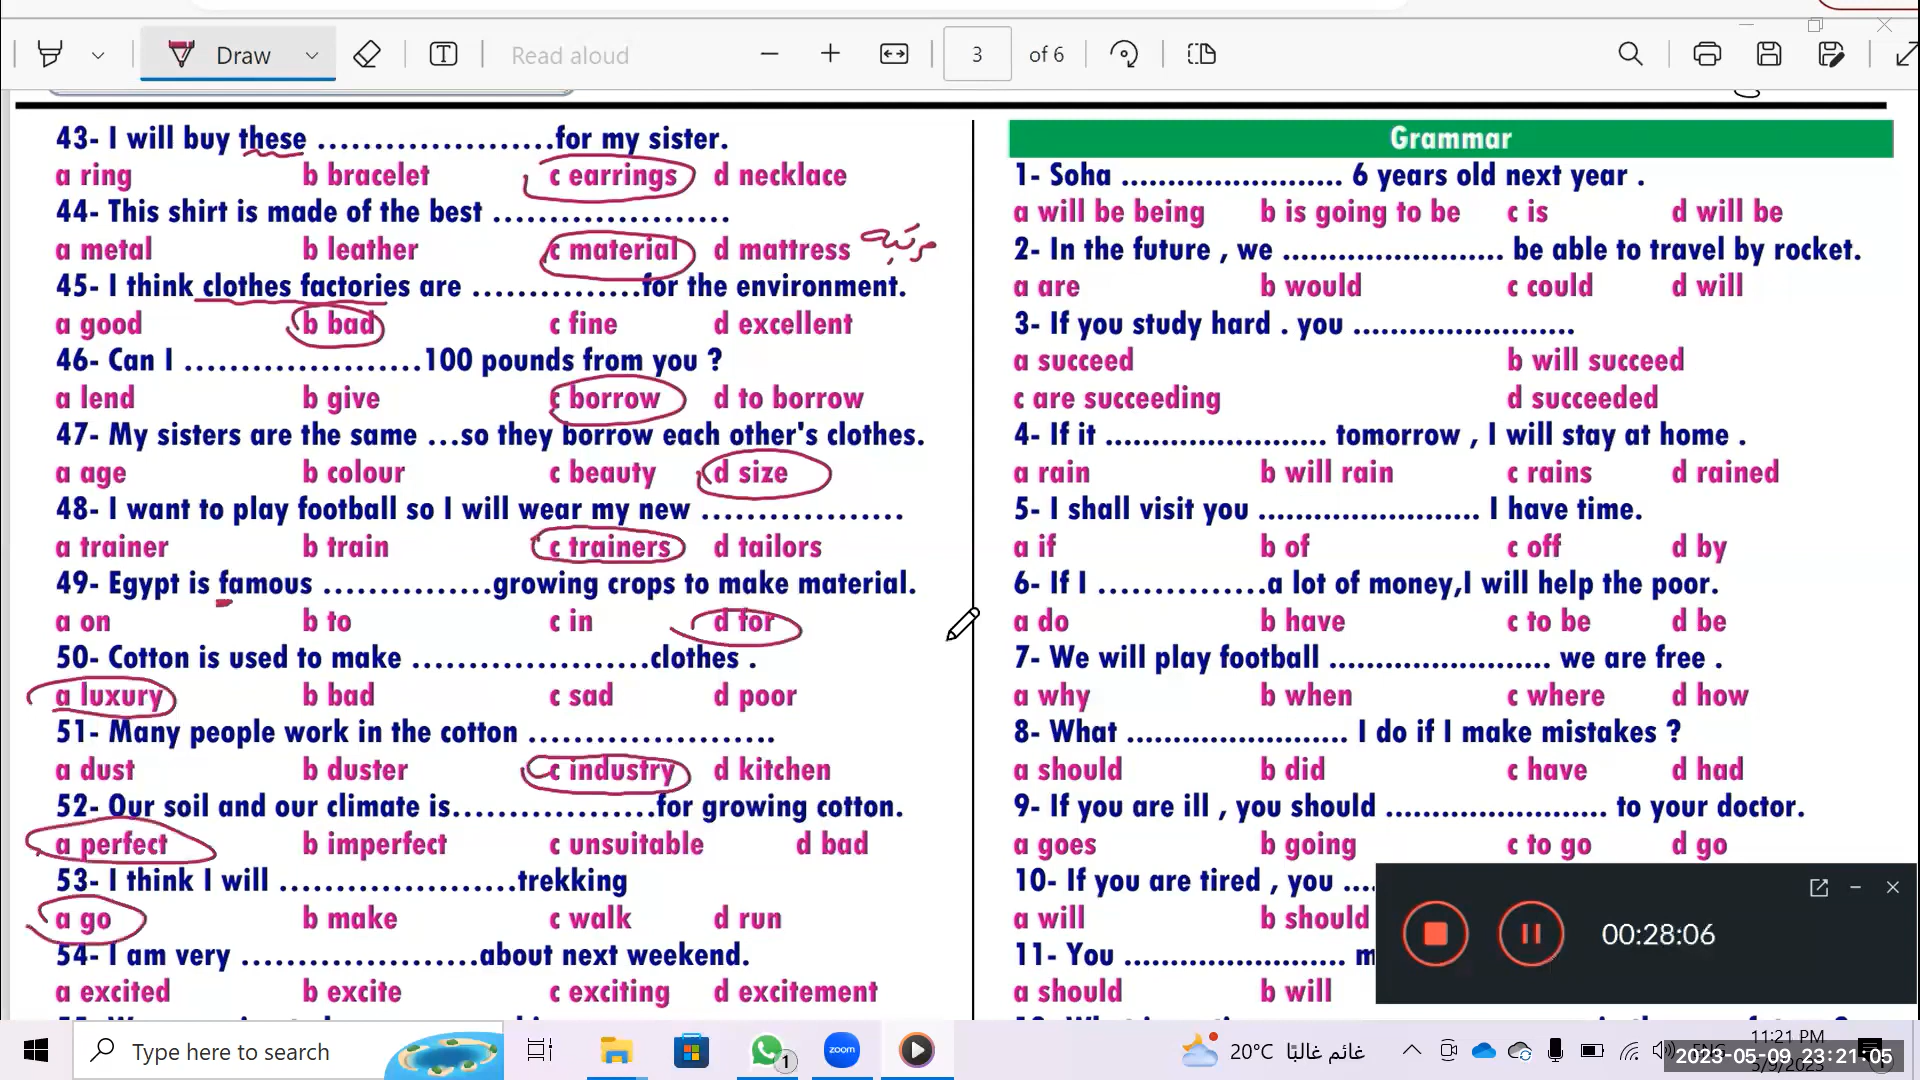 Draw
Read aloud
3 of 6
43- I will buy these .....................for my sister.
a ring b bracelet c earrings d necklace
44- This shirt is made of the best .....................
a metal b leather c material d mattress مرتبه
45- I think clothes factories are ...............for the environment.
a good b bad c fine d excellent
46- Can I .....................100 pounds from you ?
a lend b give c borrow d to borrow
47- My sisters are the same ...so they borrow each other's clothes.
a age b colour c beauty d size
48- I want to play football so I will wear my new ..................
a trainer b train c trainers d tailors
49- Egypt is famous ...............growing crops to make material.
a on b to c in d for
50- Cotton is used to make .....................clothes .
a luxury b bad c sad d poor
51- Many people work in the cotton ......................
a dust b duster c industry d kitchen
52- Our soil and our climate is..................for growing cotton.
a perfect b imperfect c unsuitable d bad
53- I think I will .....................trekking
a go b make c walk d run
54- I am very .....................about next weekend.
a excited b excite c exciting d excitement
Grammar
1- Soha ........................ 6 years old next year .
a will be being b is going to be c is d will be
2- In the future , we ........................ be able to travel by rocket.
a are b would c could d will
3- If you study hard . you ........................
a succeed b will succeed
c are succeeding d succeeded
4- If it ........................ tomorrow , I will stay at home .
a rain b will rain c rains d rained
5- I shall visit you ........................ I have time.
a if b of c off d by
6- If I ...............a lot of money,I will help the poor.
a do b have c to be d be
7- We will play football ........................ we are free .
a why b when c where d how
8- What ........................ I do if I make mistakes ?
a should b did c have d had
9- If you are ill , you should ........................ to your doctor.
a goes b going c to go d go
10- If you are tired , you ....
a will b should
11- You ........................ m
a should b will
00:28:06
Type here to search
1
zoom
20°C غائم غالبًا
11:21 PM
2023-05-09 23:21:05